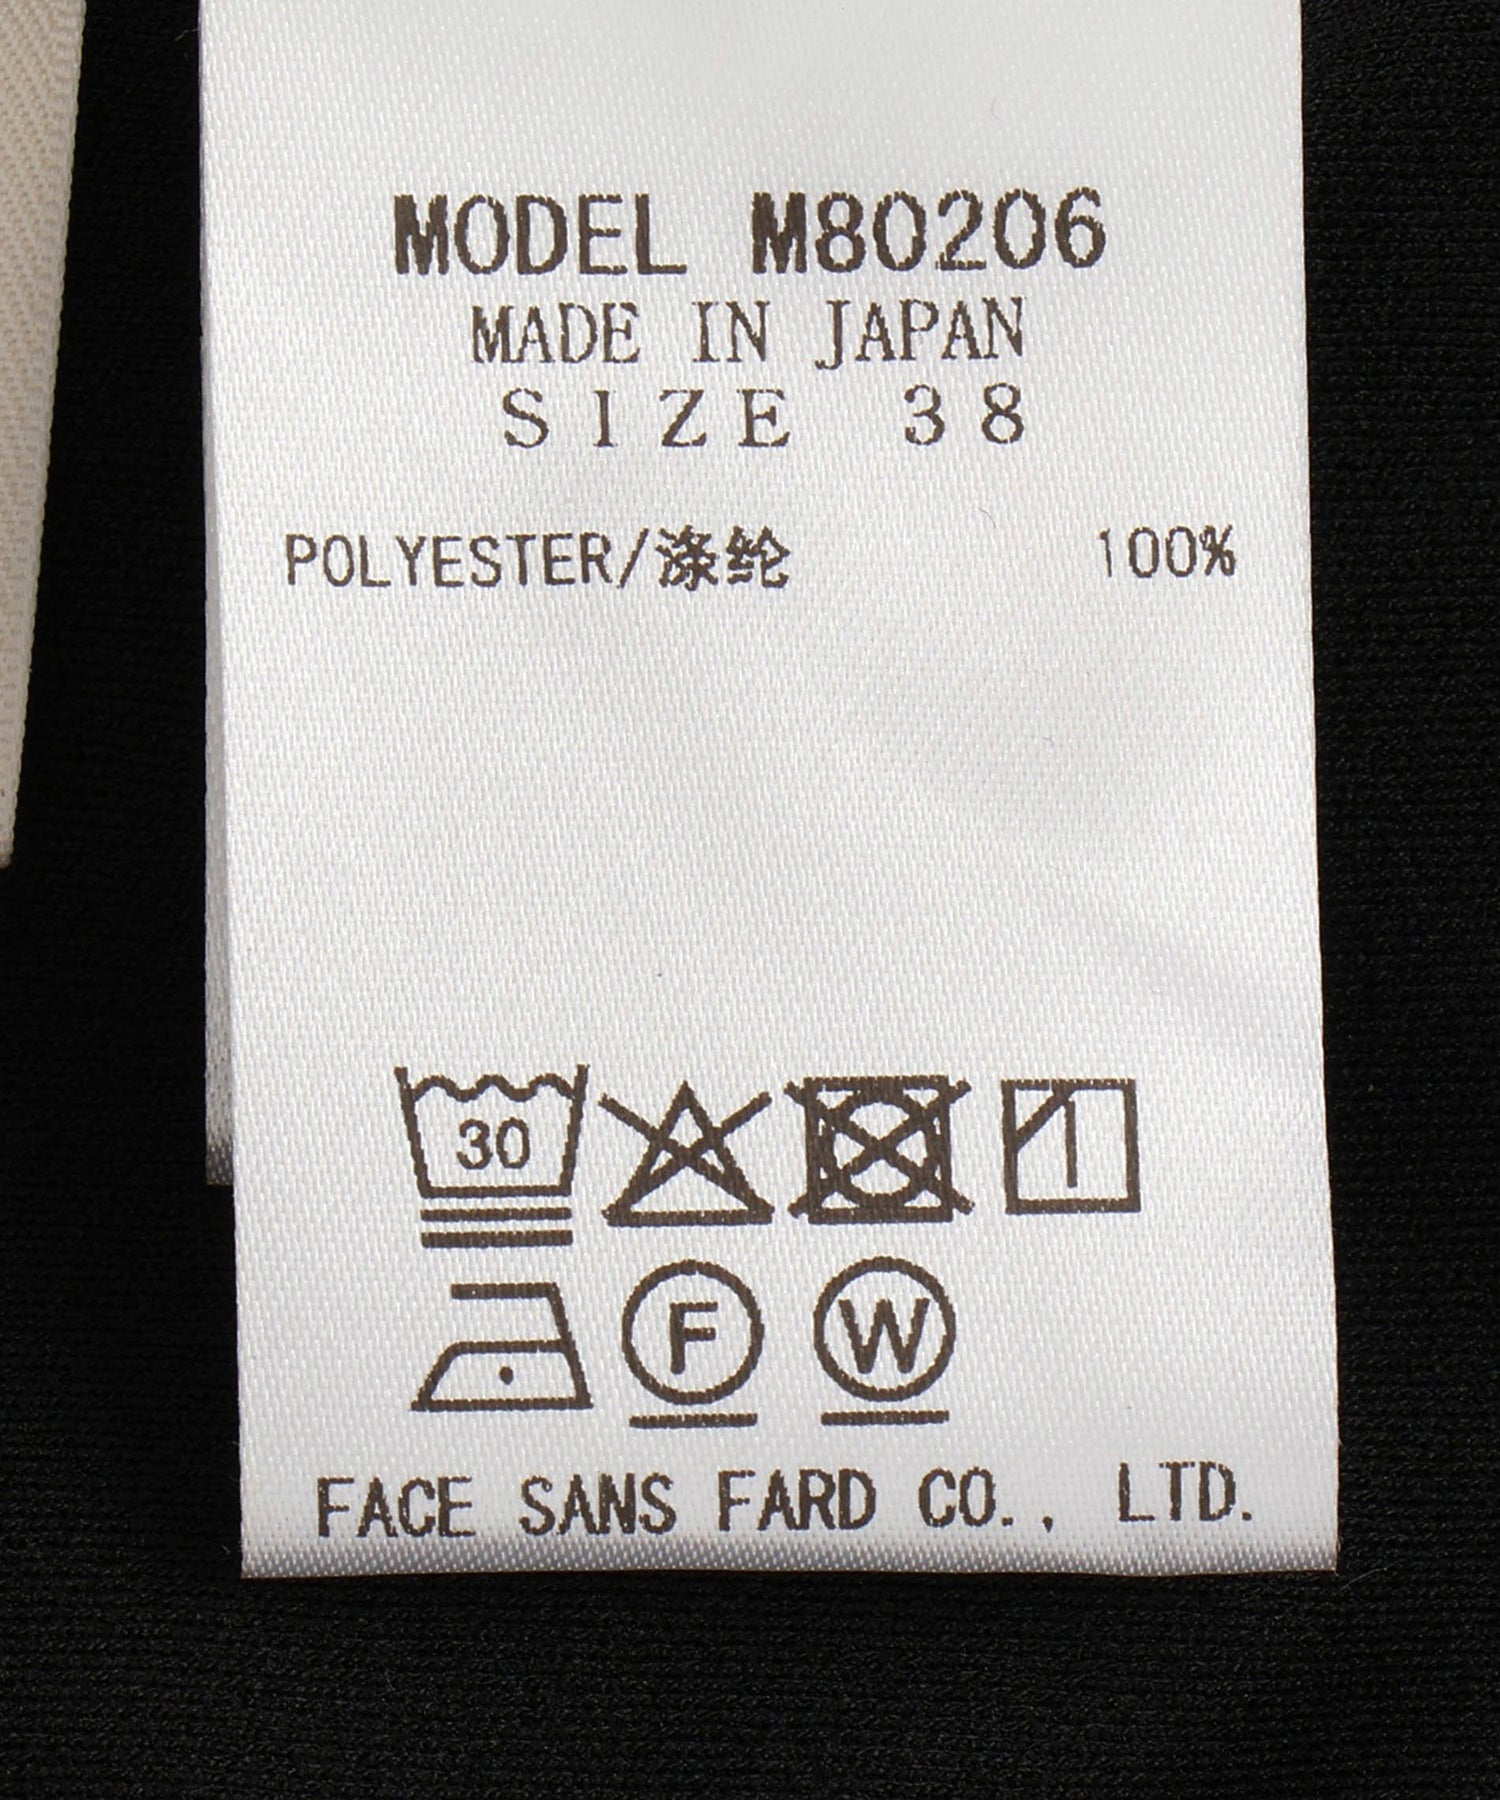 MODEL M80206
MADE IN JAPAN
SIZE 38
POLYESTER/涤纶 100%
30
F W
FACE SANS FARD CO., LTD.